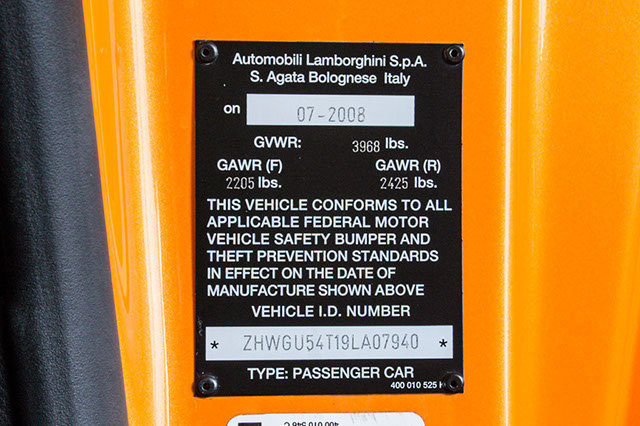 Automobili Lamborghini S.p.A.
S. Agata Bolognese Italy
on 07-2008
GVWR: 3968 lbs.
GAWR (F) GAWR (R)
2205 lbs. 2425 lbs.
THIS VEHICLE CONFORMS TO ALL
APPLICABLE FEDERAL MOTOR
VEHICLE SAFETY BUMPER AND
THEFT PREVENTION STANDARDS
IN EFFECT ON THE DATE OF
MANUFACTURE SHOWN ABOVE
VEHICLE I.D. NUMBER
* ZHWGU54T19LA07940 *
TYPE: PASSENGER CAR
400 010 525